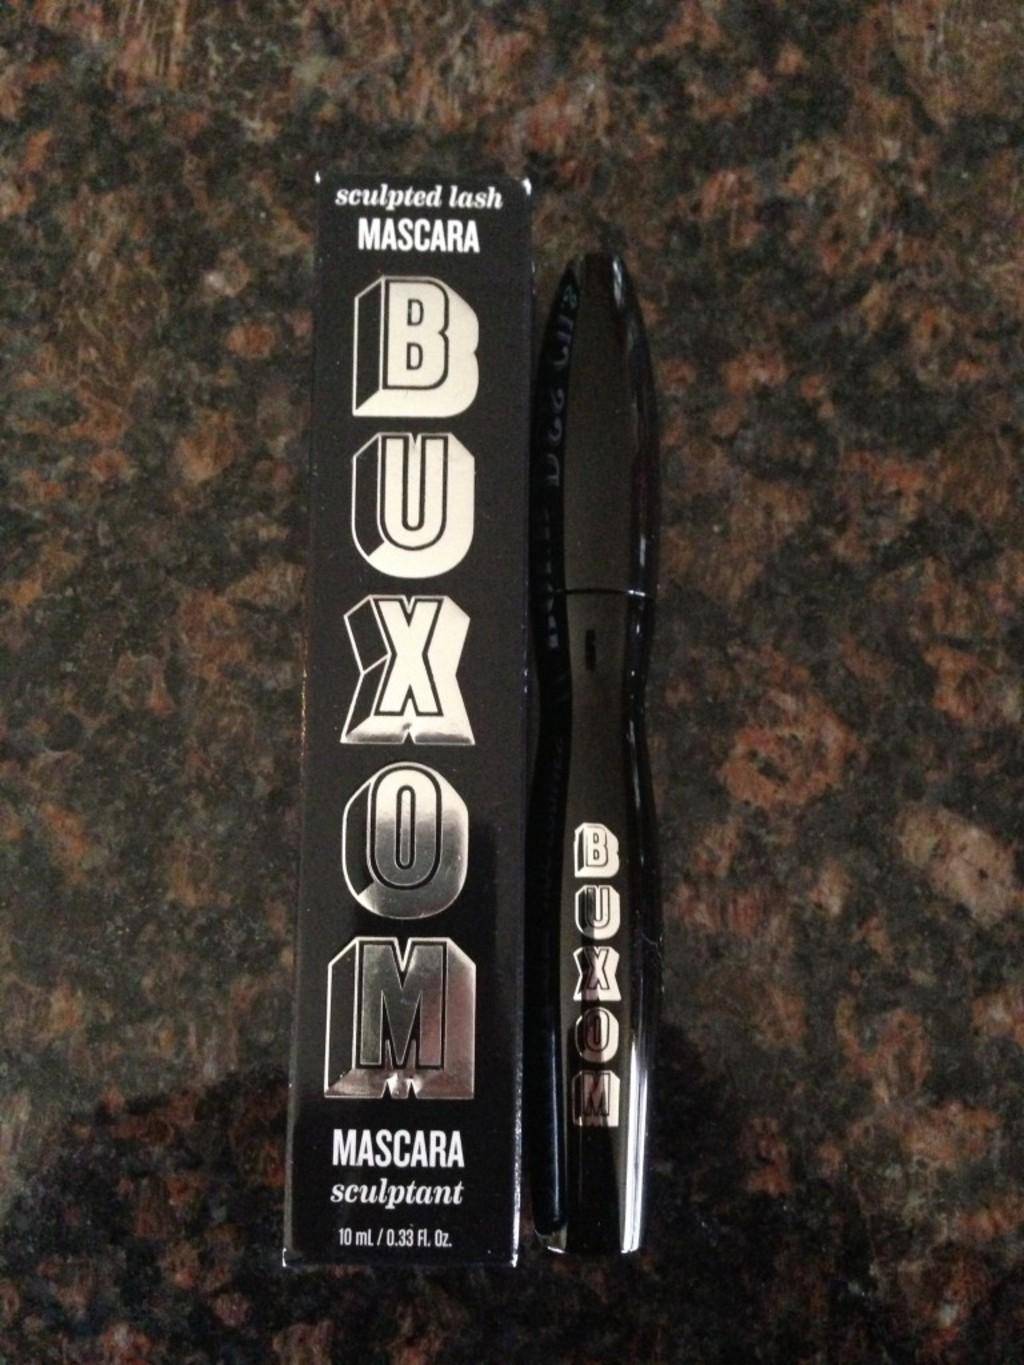 sculpted lash
MASCARA
BUXOM
MASCARA
sculptant
10 mL / 0.33 Fl. Oz.
BUXOM